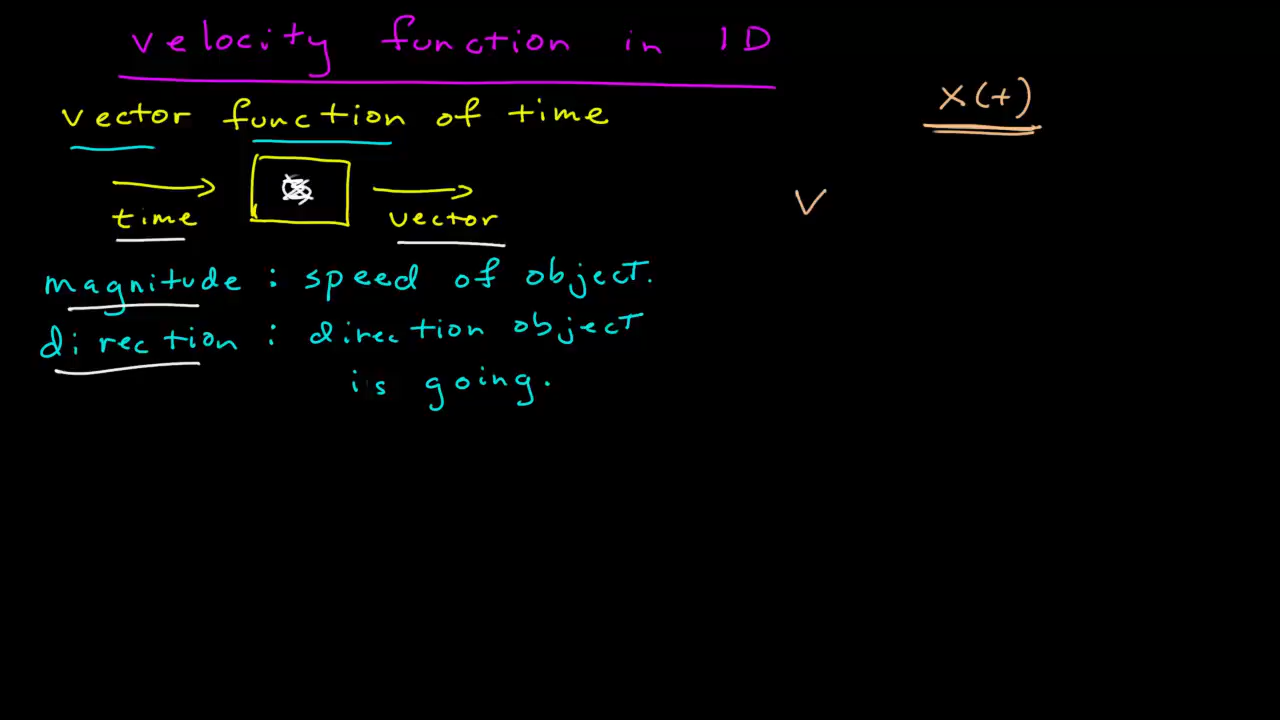 velocity function in 1D
vector function of time
time
vector
magnitude : speed of object.
direction : direction object
is going.
x(t)
v